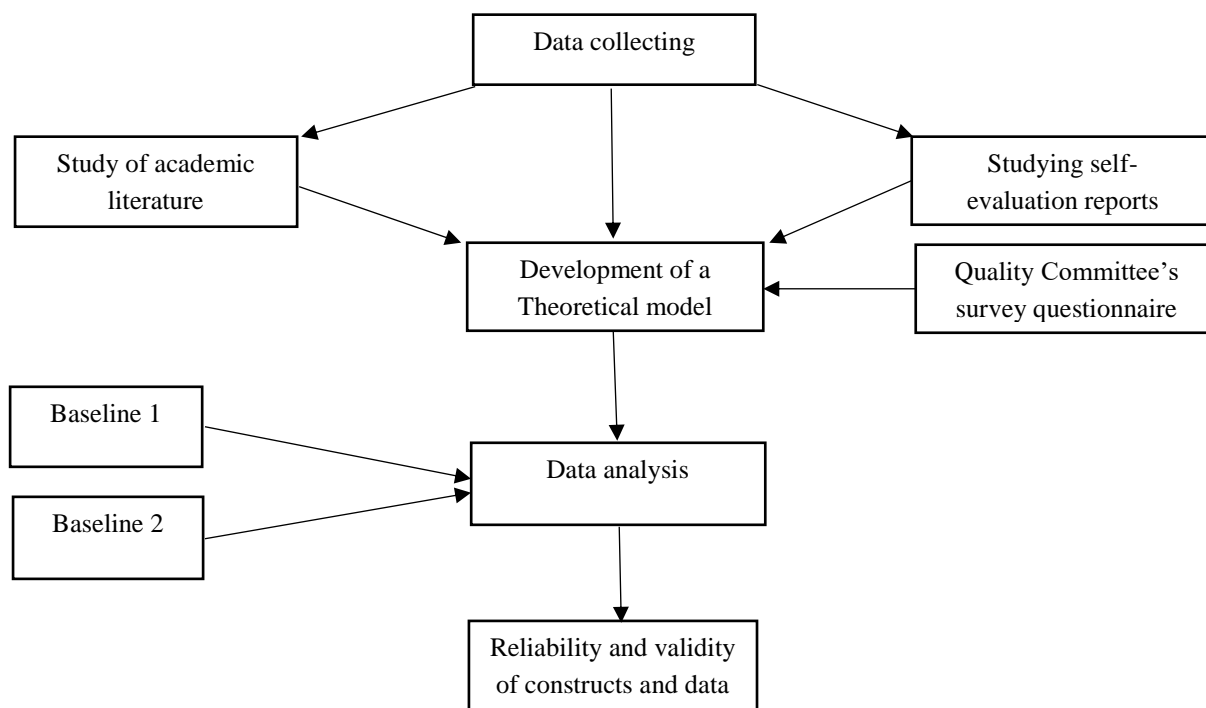 Data collecting
Study of academic
literature
Studying self-
evaluation reports
Development of a
Theoretical model
Quality Committee’s
survey questionnaire
Baseline 1
Data analysis
Baseline 2
Reliability and validity
of constructs and data